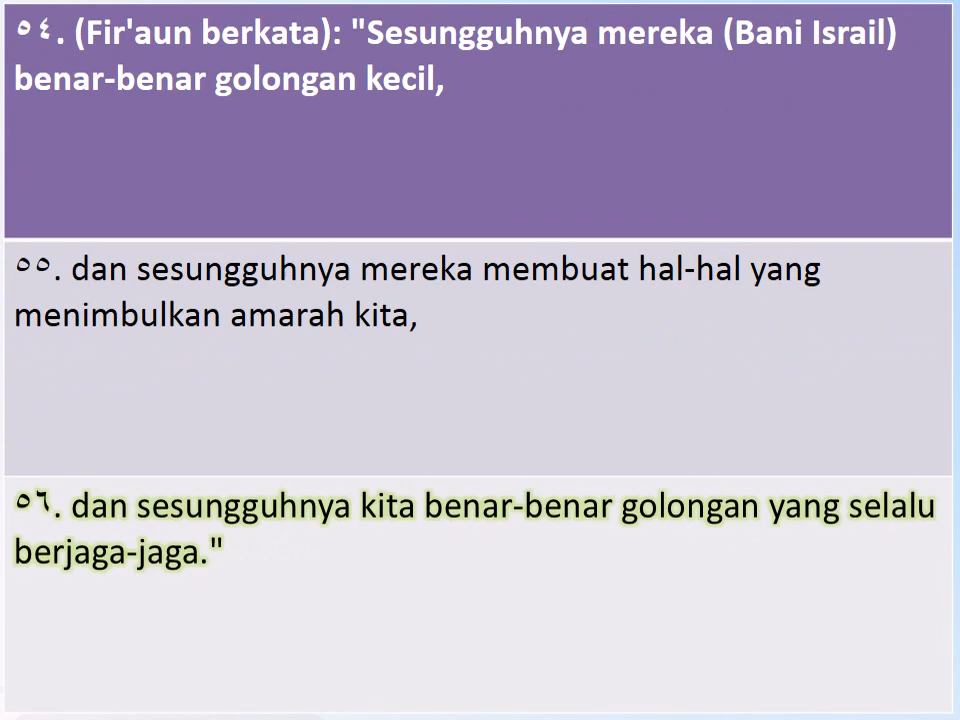 ٥٤. (Fir'aun berkata): "Sesungguhnya mereka (Bani Israil)
benar-benar golongan kecil,
٥٥. dan sesungguhnya mereka membuat hal-hal yang
menimbulkan amarah kita,
٥٦. dan sesungguhnya kita benar-benar golongan yang selalu
berjaga-jaga."